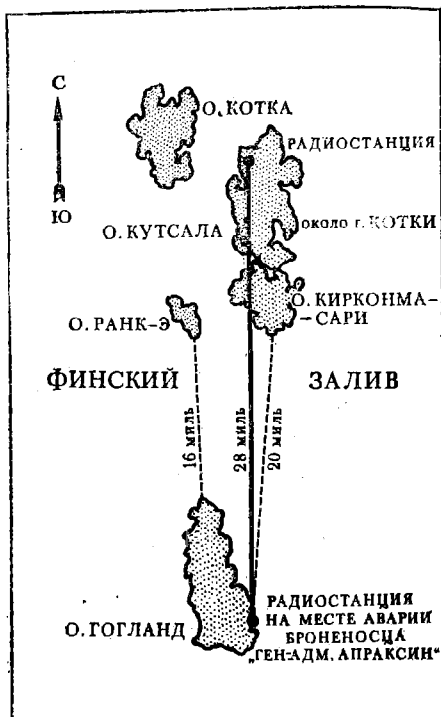 С
О. КОТКА
РАДИОСТАНЦИЯ
Ю
О. КУТСАЛА
ОКОЛО г. КОТКИ
О. КИРКОНМА-
-САРИ
О. РАНК-Э
ФИНСКИЙ ЗАЛИВ
16 МИЛЬ
28 МИЛЬ
20 МИЛЬ
О. ГОГЛАНД
РАДИОСТАНЦИЯ
НА МЕСТЕ АВАРИИ
БРОНЕНОСЦА
„ГЕН-АДМ. АПРАКСИН“